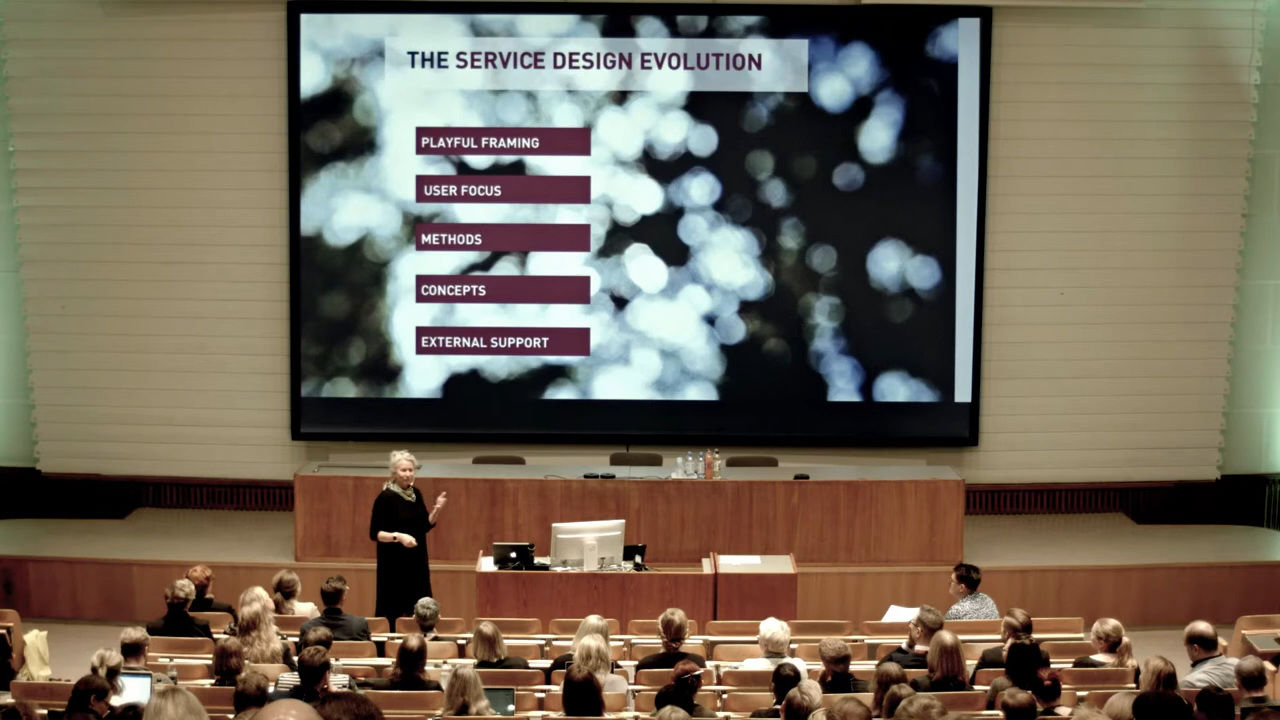 THE SERVICE DESIGN EVOLUTION
PLAYFUL FRAMING
USER FOCUS
METHODS
CONCEPTS
EXTERNAL SUPPORT